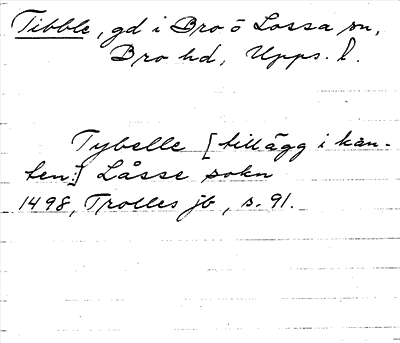 Tibble, gd i Bro o Lossa sn,
Bro hd, Upps. l.
Tybelle [tillägg i kan-
ten:] Låsse sokn
1498, Trolles jb, s. 91.